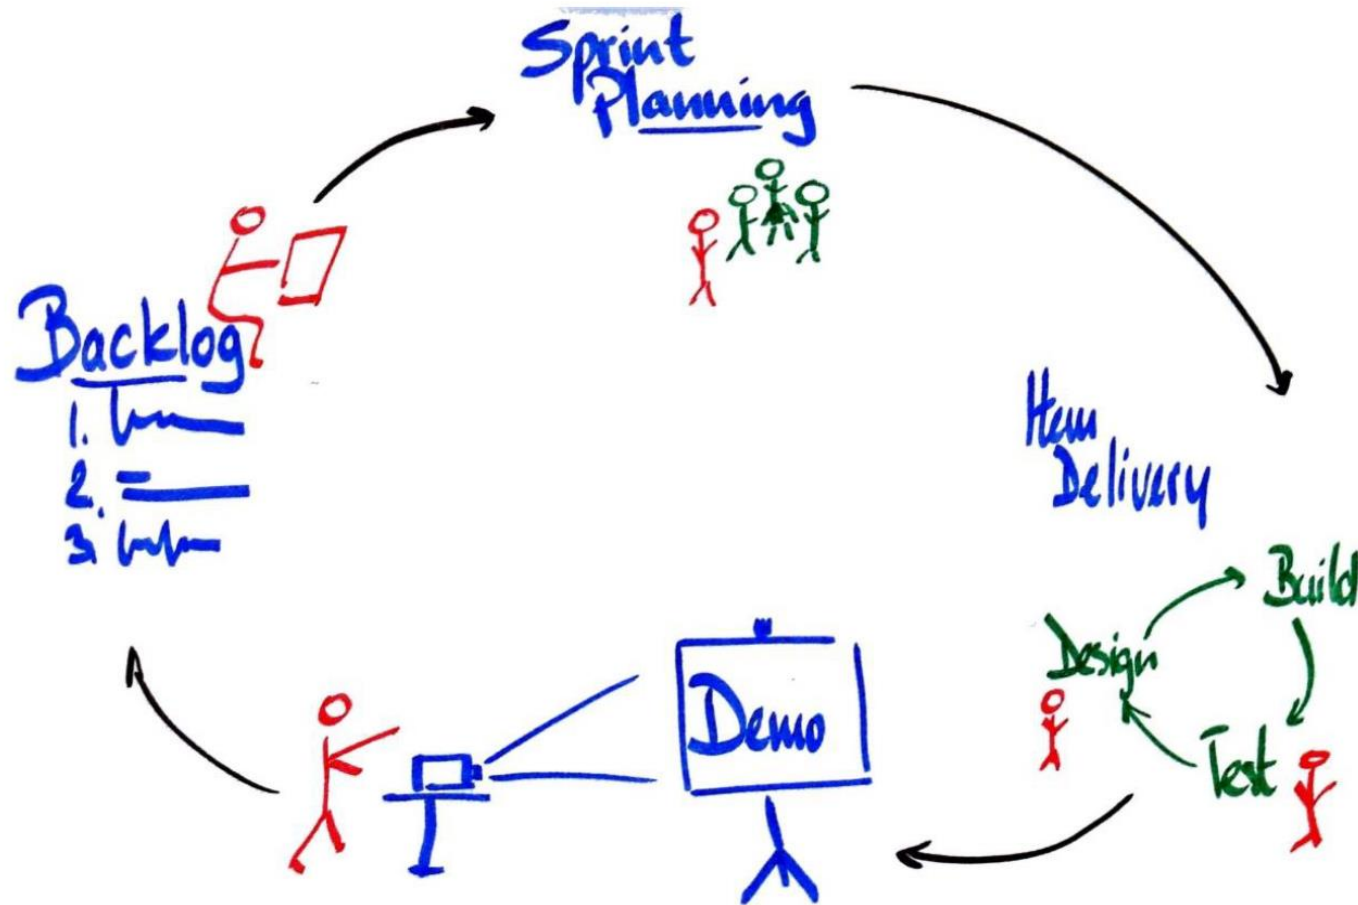 Sprint
Planning
Backlog
1.
2.
3.
Item
Delivery
Build
Design
Test
Demo